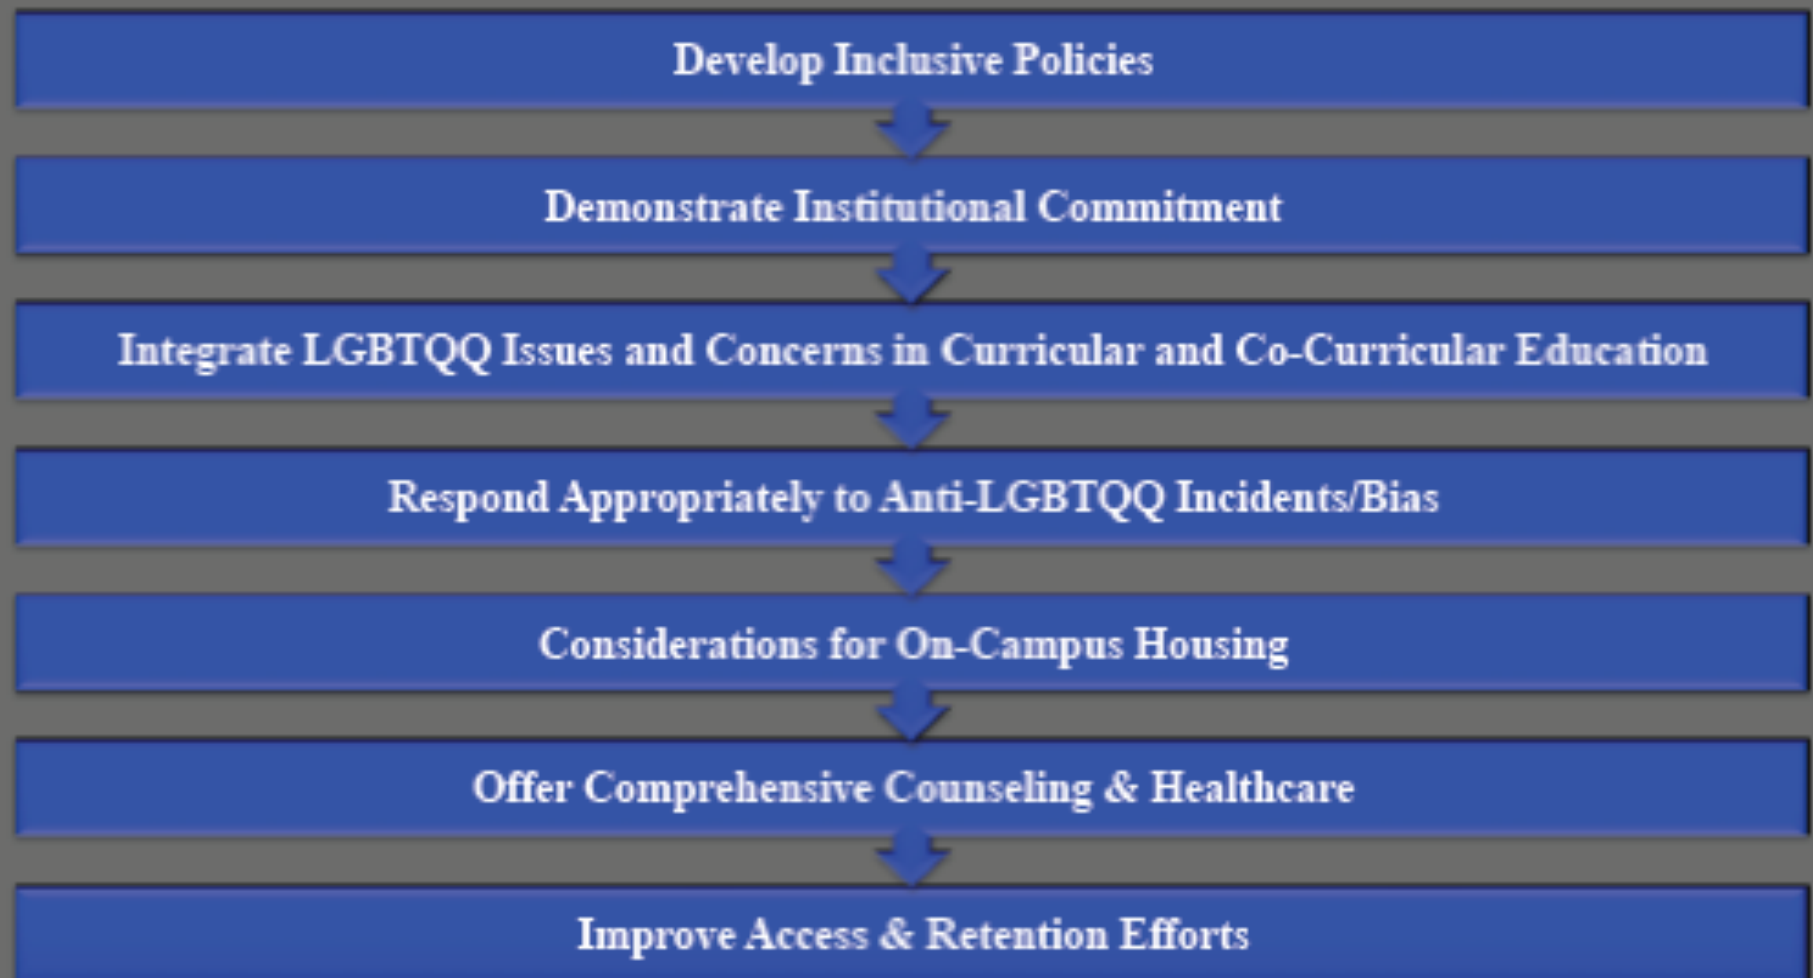 Develop Inclusive Policies
Demonstrate Institutional Commitment
Integrate LGBTQQ Issues and Concerns in Curricular and Co-Curricular Education
Respond Appropriately to Anti-LGBTQQ Incidents/Bias
Considerations for On-Campus Housing
Offer Comprehensive Counseling & Healthcare
Improve Access & Retention Efforts